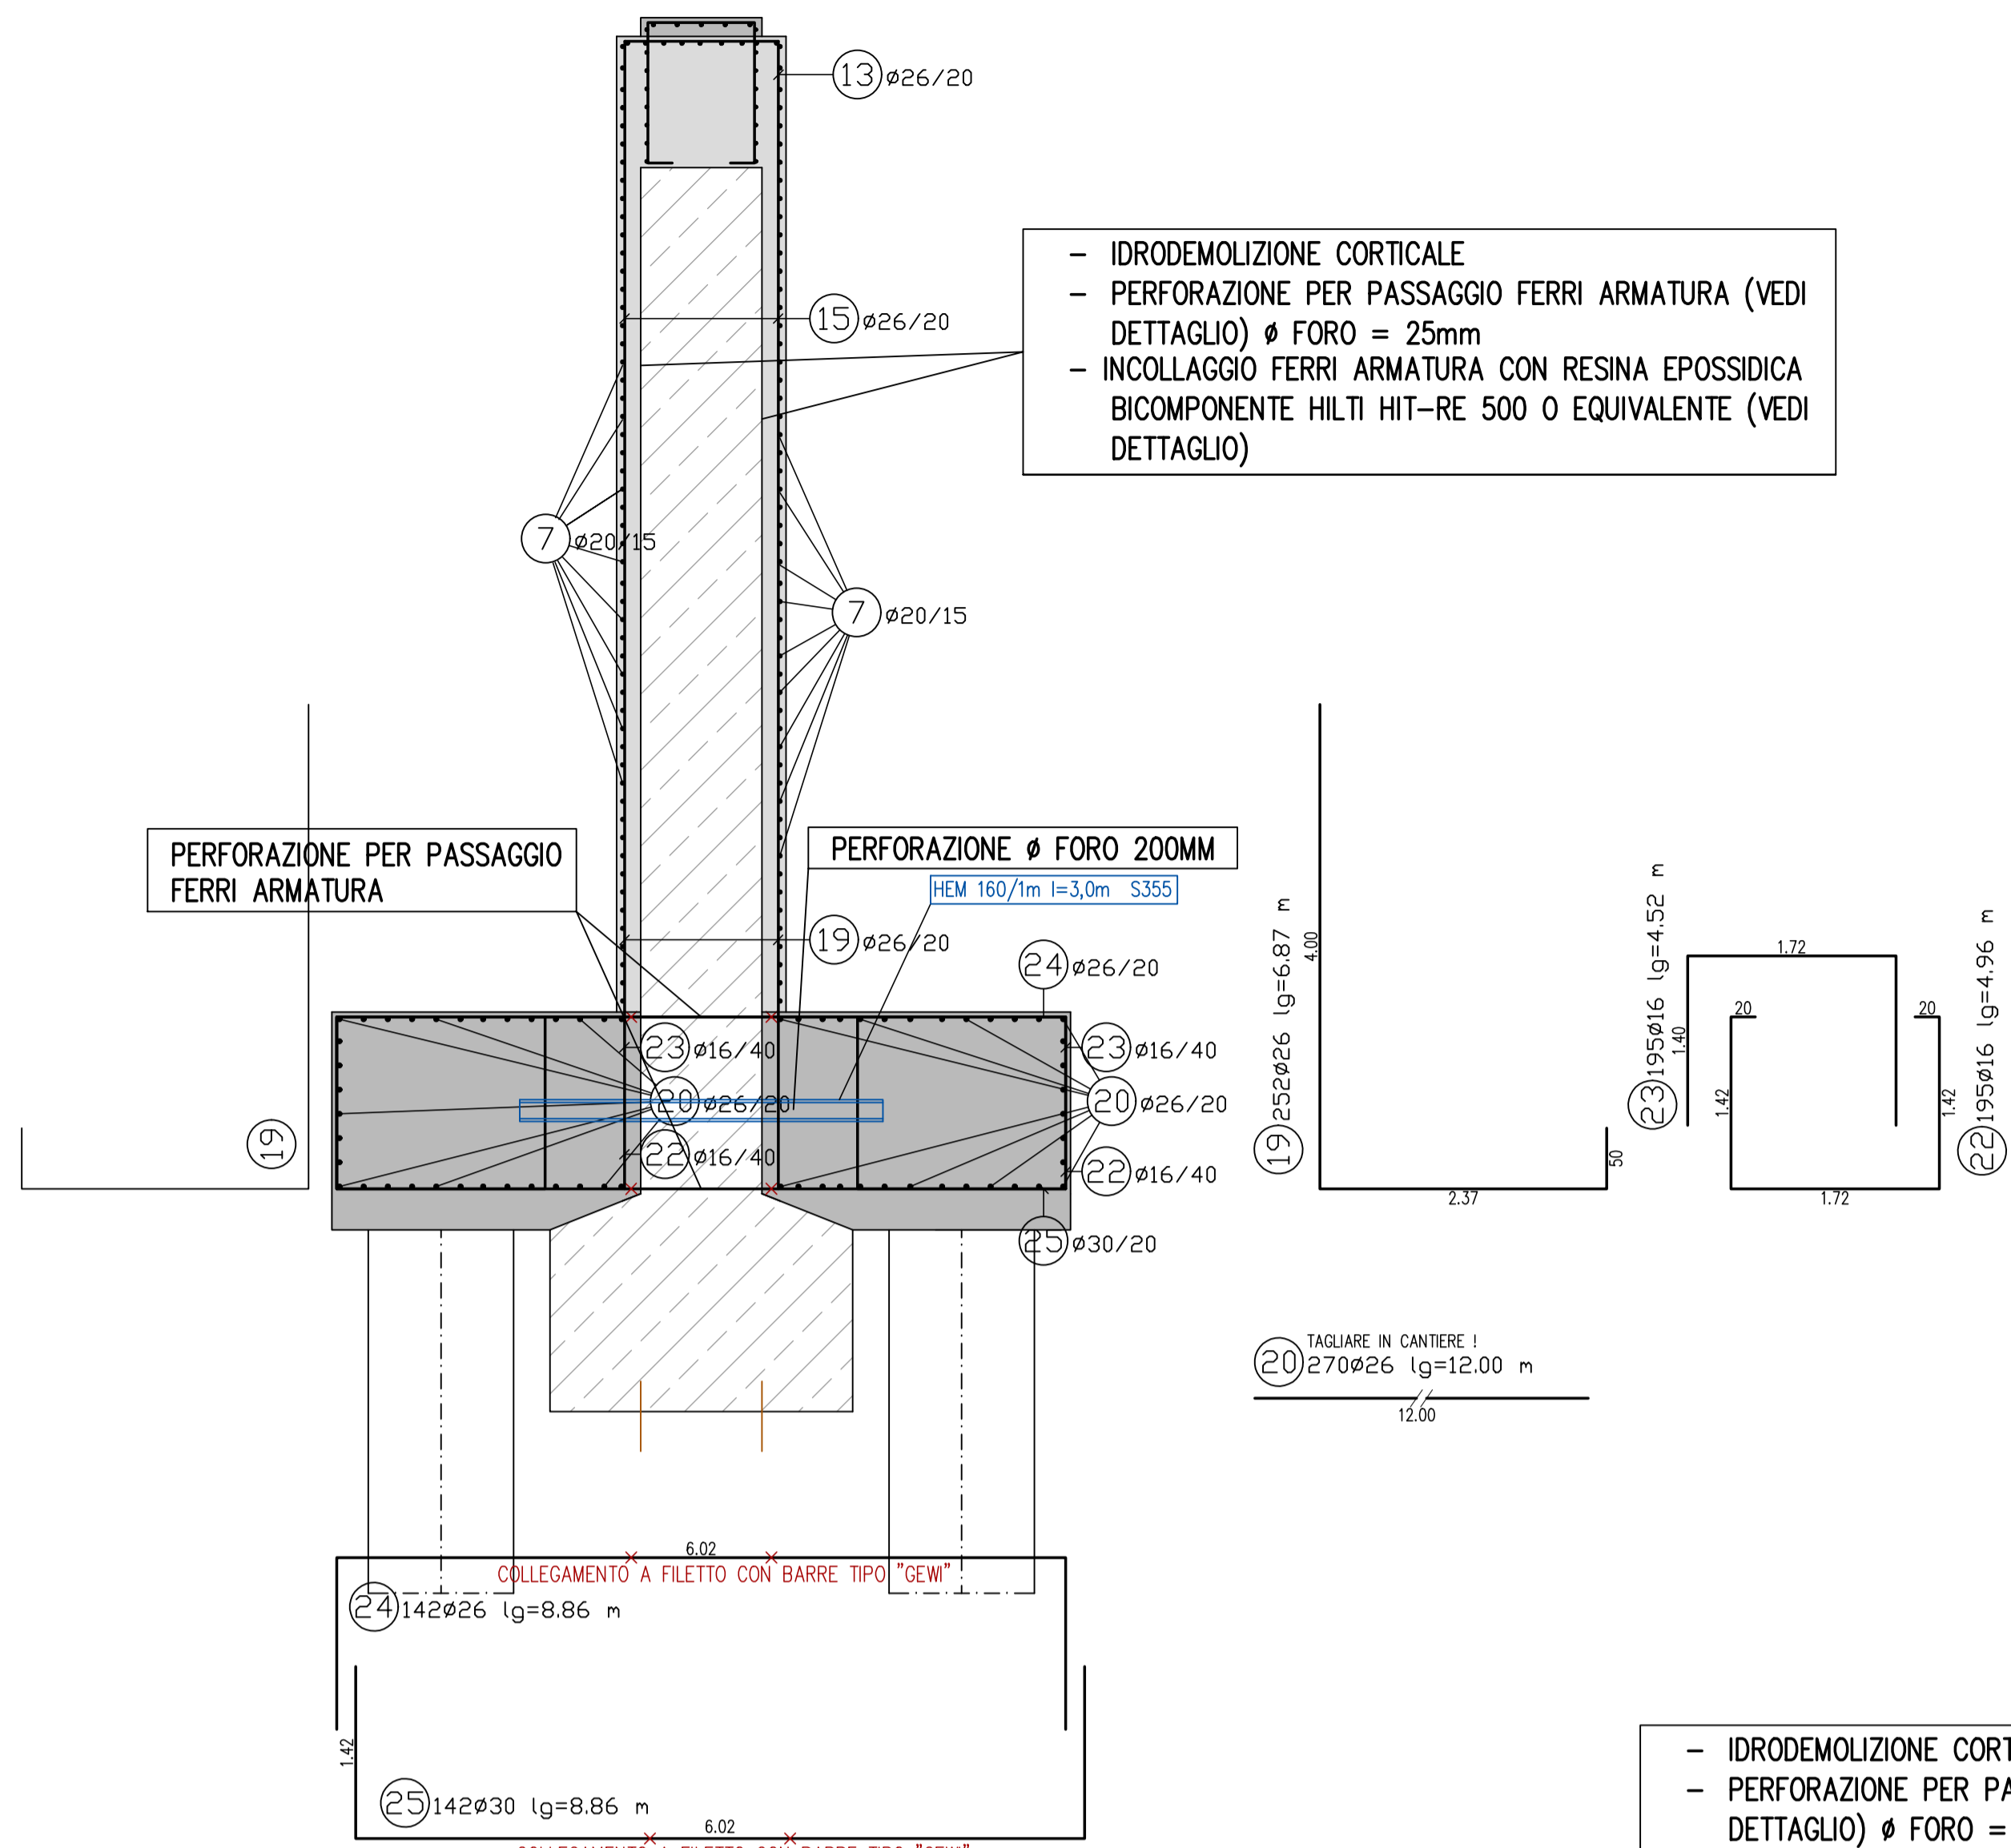 13 ø26/20
- IDRODEMOLIZIONE CORTICALE
- PERFORAZIONE PER PASSAGGIO FERRI ARMATURA (VEDI
DETTAGLIO) ø FORO = 25mm
- INCOLLAGGIO FERRI ARMATURA CON RESINA EPOSSIDICA
BICOMPONENTE HILTI HIT-RE 500 O EQUIVALENTE (VEDI
DETTAGLIO)
15 ø26/20
7 ø20/15
7 ø20/15
PERFORAZIONE PER PASSAGGIO
FERRI ARMATURA
PERFORAZIONE ø FORO 200MM
HEM 160/1m l=3,0m S355
19 ø26/20
24 ø26/20
23 ø16/40
23 ø16/40
20 ø26/20
20 ø26/20
22 ø16/40
22 ø16/40
25 ø30/20
19
19 252ø26 lg=6.87 m
4.00
2.37
50
23 195ø16 lg=4.52 m
1.72
1.40
20
20
1.42
1.42
1.72
22 195ø16 lg=4.96 m
TAGLIARE IN CANTIERE !
20 270ø26 lg=12.00 m
12.00
6.02
COLLEGAMENTO A FILETTO CON BARRE TIPO "GEWI"
24 142ø26 lg=8.86 m
1.42
25 142ø30 lg=8.86 m
6.02
COLLEGAMENTO A FILETTO CON BARRE TIPO "GEWI"
- IDRODEMOLIZIONE CORT
- PERFORAZIONE PER PA
DETTAGLIO) ø FORO =